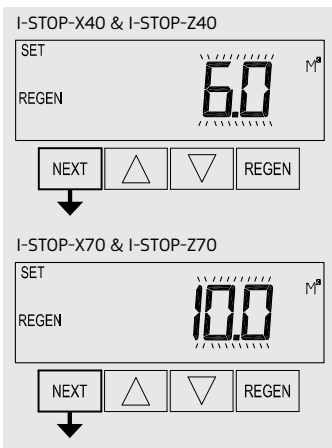 I-STOP-X40 & I-STOP-Z40
SET
6.0 M³
REGEN
NEXT REGEN
I-STOP-X70 & I-STOP-Z70
SET
10.0 M³
REGEN
NEXT REGEN